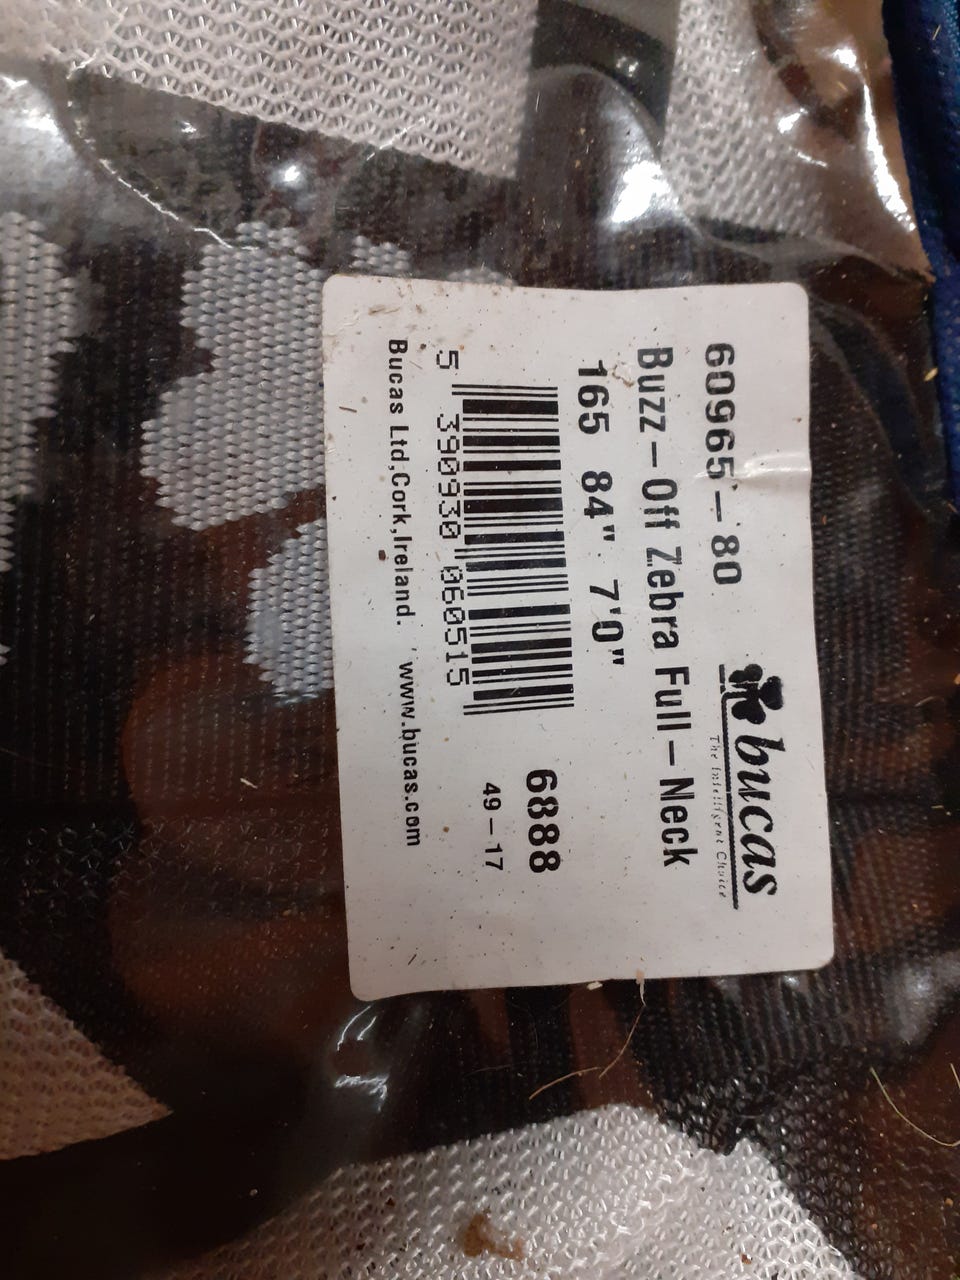 60965-80
bucas
The Intelligent Choice
Buzz-Off Zebra Full-Neck
165 84" 7'0"
6888
49-17
5 390930 060515
Bucas Ltd,Cork,Ireland. www.bucas.com